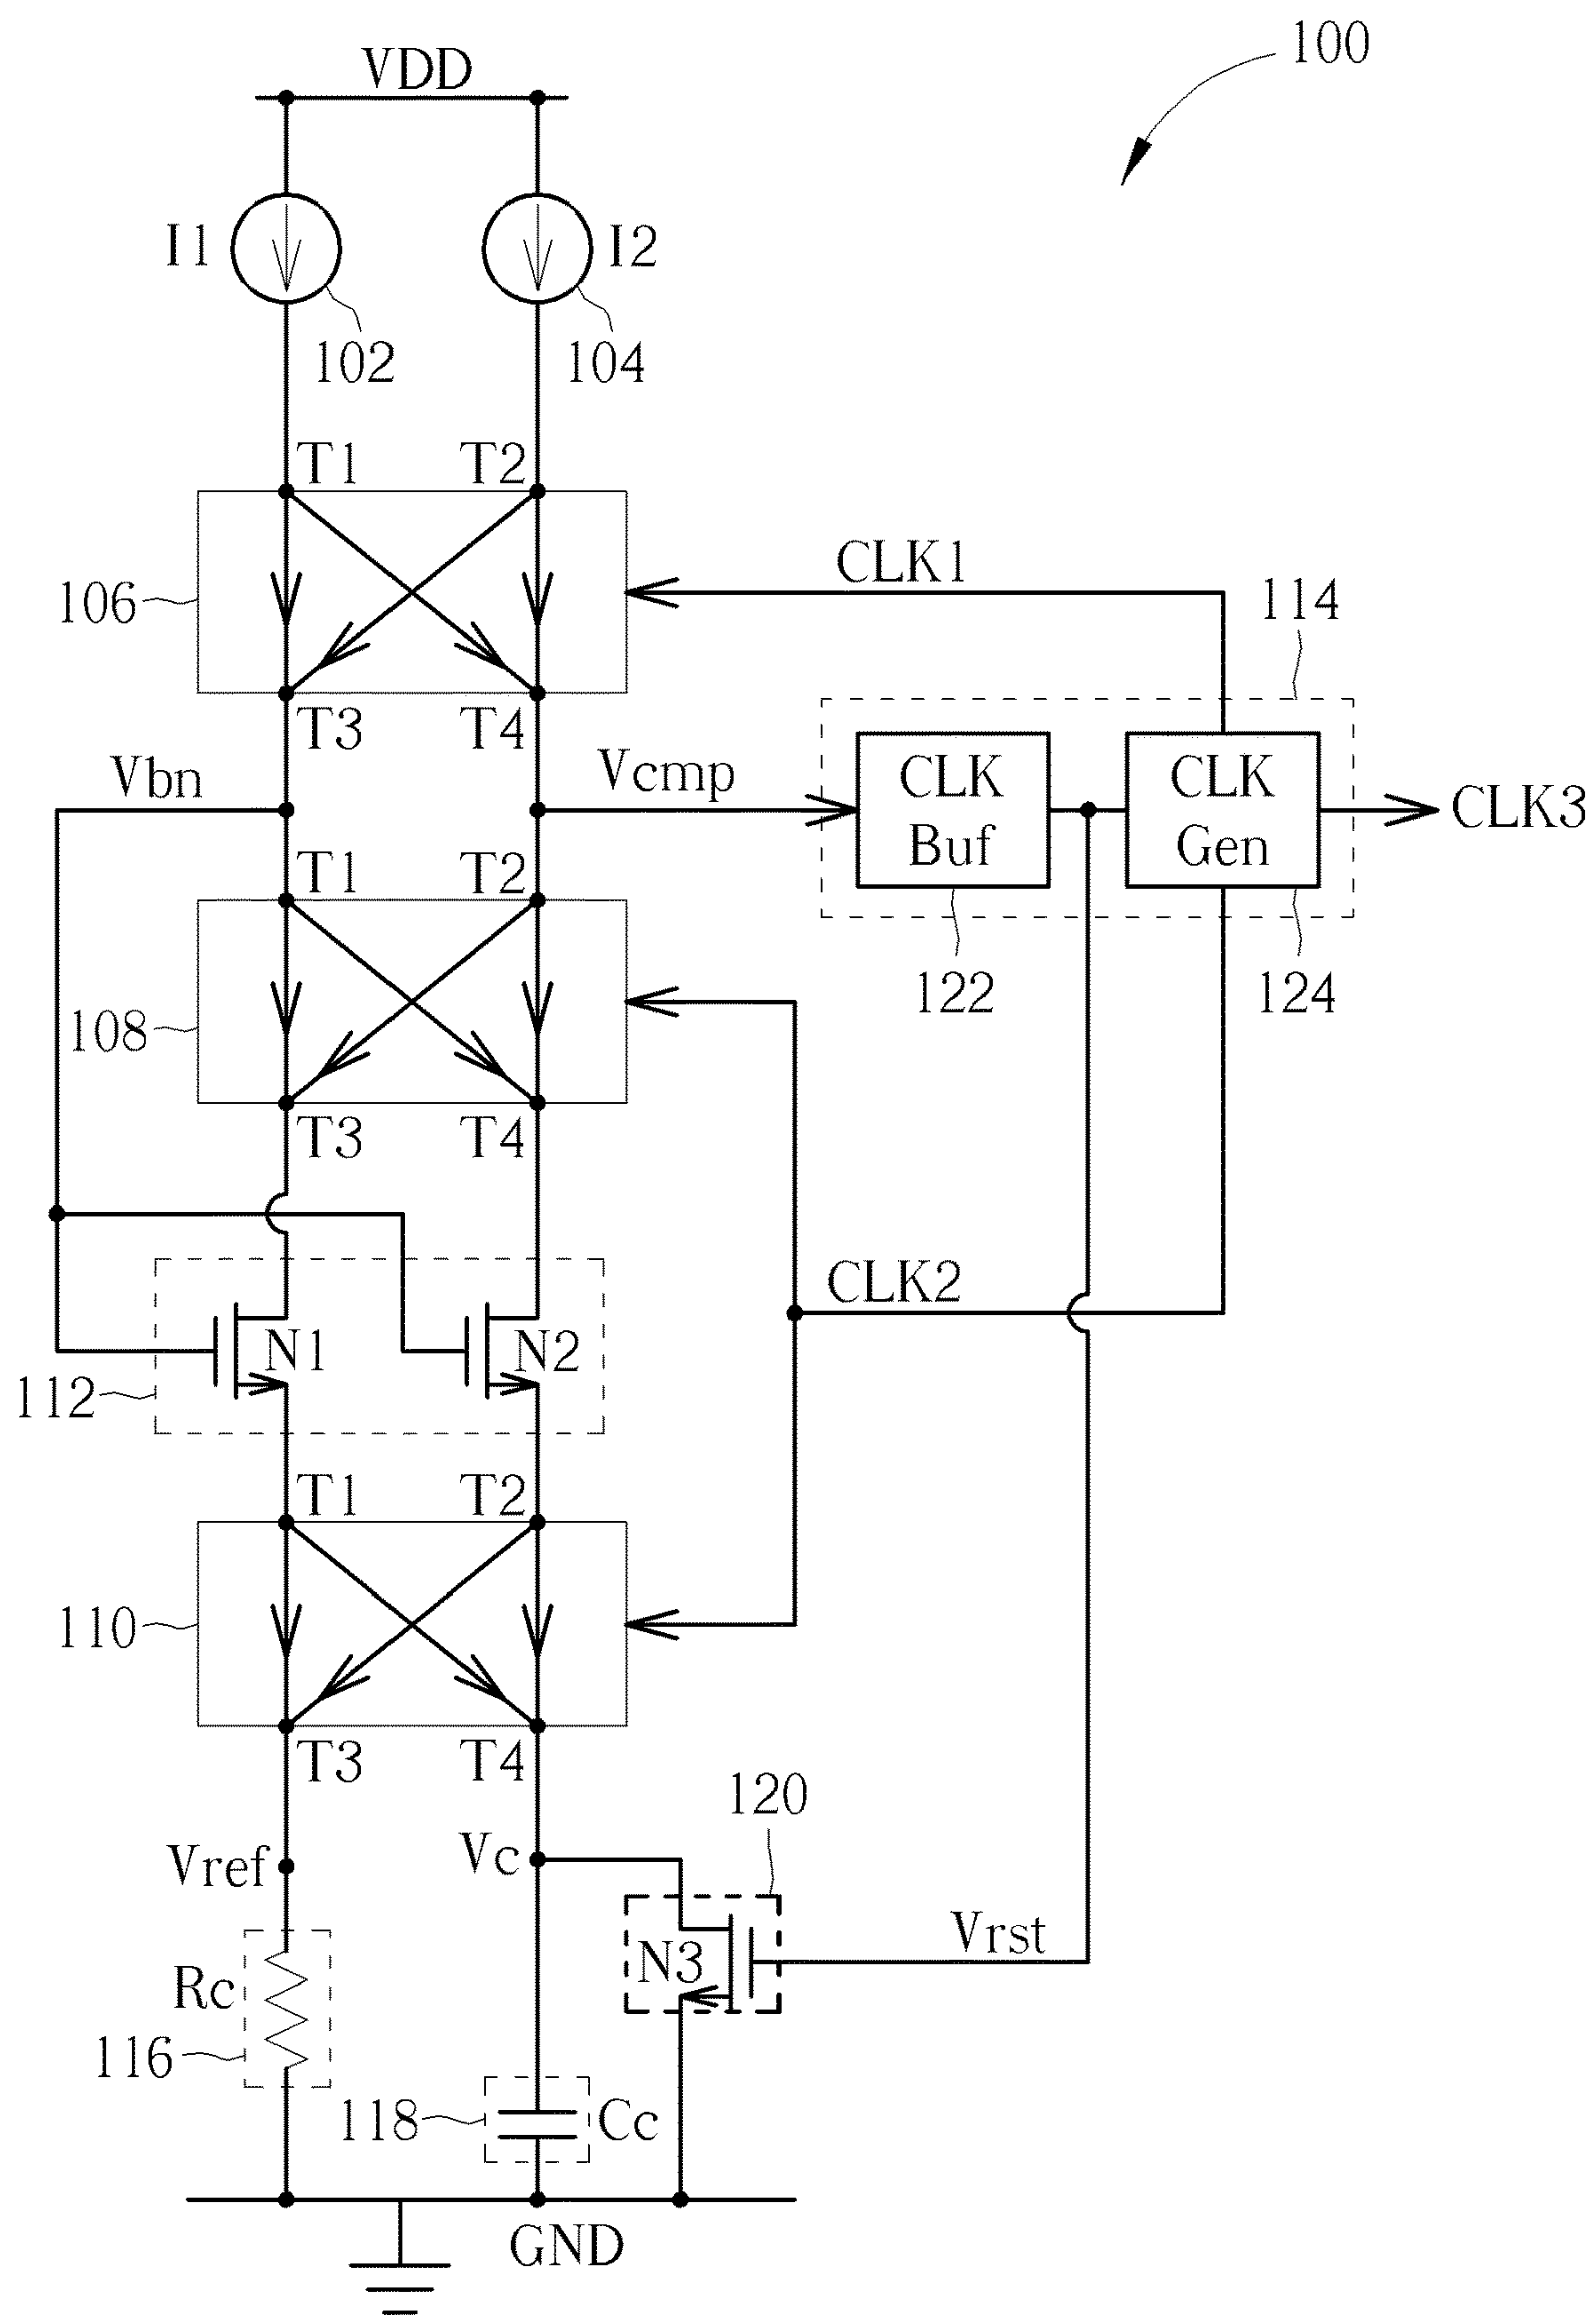 100
VDD
I1
I2
102
104
T1
T2
106
CLK1
114
T3
T4
Vbn
Vcmp
CLK
Buf
CLK
Gen
CLK3
T1
T2
122
124
108
T3
T4
CLK2
N1
N2
112
T1
T2
110
T3
T4
120
Vref
Vc
Vrst
N3
Rc
116
118
Cc
GND